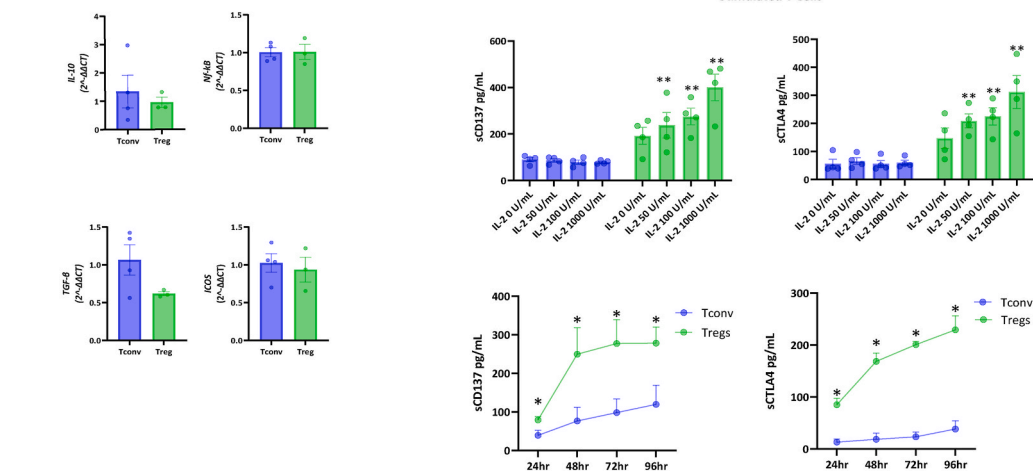 IL-10
(2^-ΔΔCT)
4
3
2
1
0
Tconv Treg
Nf-kB
(2^-ΔΔCT)
1.5
1.0
0.5
0.0
Tconv Treg
TGF-B
(2^-ΔΔCT)
1.5
1.0
0.5
0.0
Tconv Treg
ICOS
(2^-ΔΔCT)
1.5
1.0
0.5
0.0
Tconv Treg
sCD137 pg/mL
600
400
200
0
** ** **
IL-2 0 U/mL
IL-2 50 U/mL
IL-2 100 U/mL
IL-2 1000 U/mL
IL-2 0 U/mL
IL-2 50 U/mL
IL-2 100 U/mL
IL-2 1000 U/mL
sCTLA4 pg/mL
500
400
300
200
100
0
** ** **
IL-2 0 U/mL
IL-2 50 U/mL
IL-2 100 U/mL
IL-2 1000 U/mL
IL-2 0 U/mL
IL-2 50 U/mL
IL-2 100 U/mL
IL-2 1000 U/mL
sCD137 pg/mL
400
300
200
100
0
* * * *
24hr 48hr 72hr 96hr
Tconv
Tregs
sCTLA4 pg/mL
300
200
100
0
* * * *
24hr 48hr 72hr 96hr
Tconv
Tregs